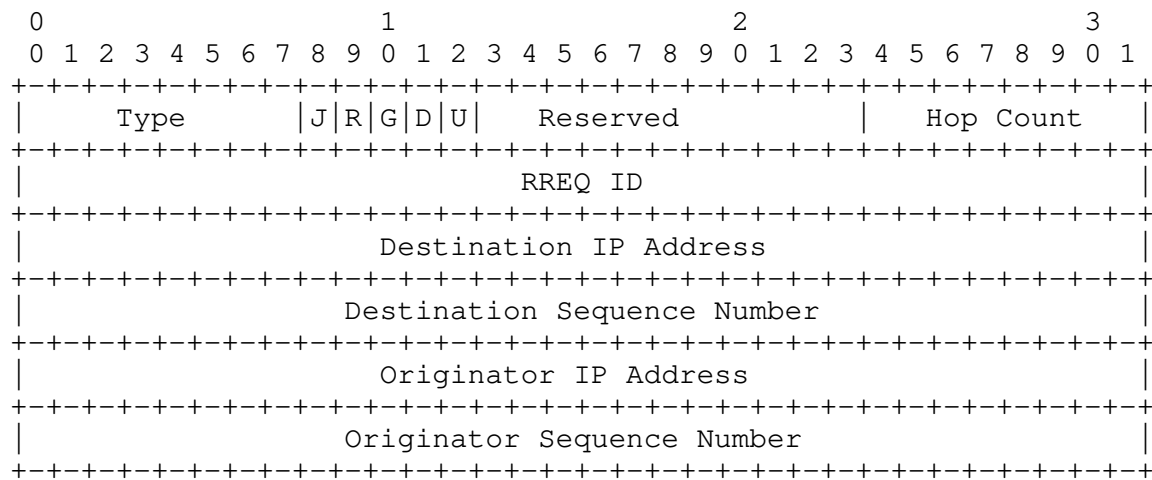 0                   1                   2                   3
 0 1 2 3 4 5 6 7 8 9 0 1 2 3 4 5 6 7 8 9 0 1 2 3 4 5 6 7 8 9 0 1
+-+-+-+-+-+-+-+-+-+-+-+-+-+-+-+-+-+-+-+-+-+-+-+-+-+-+-+-+-+-+-+-+
|     Type      |J|R|G|D|U|   Reserved          |   Hop Count   |
+-+-+-+-+-+-+-+-+-+-+-+-+-+-+-+-+-+-+-+-+-+-+-+-+-+-+-+-+-+-+-+-+
|                            RREQ ID                            |
+-+-+-+-+-+-+-+-+-+-+-+-+-+-+-+-+-+-+-+-+-+-+-+-+-+-+-+-+-+-+-+-+
|                    Destination IP Address                     |
+-+-+-+-+-+-+-+-+-+-+-+-+-+-+-+-+-+-+-+-+-+-+-+-+-+-+-+-+-+-+-+-+
|                  Destination Sequence Number                  |
+-+-+-+-+-+-+-+-+-+-+-+-+-+-+-+-+-+-+-+-+-+-+-+-+-+-+-+-+-+-+-+-+
|                    Originator IP Address                      |
+-+-+-+-+-+-+-+-+-+-+-+-+-+-+-+-+-+-+-+-+-+-+-+-+-+-+-+-+-+-+-+-+
|                  Originator Sequence Number                   |
+-+-+-+-+-+-+-+-+-+-+-+-+-+-+-+-+-+-+-+-+-+-+-+-+-+-+-+-+-+-+-+-+